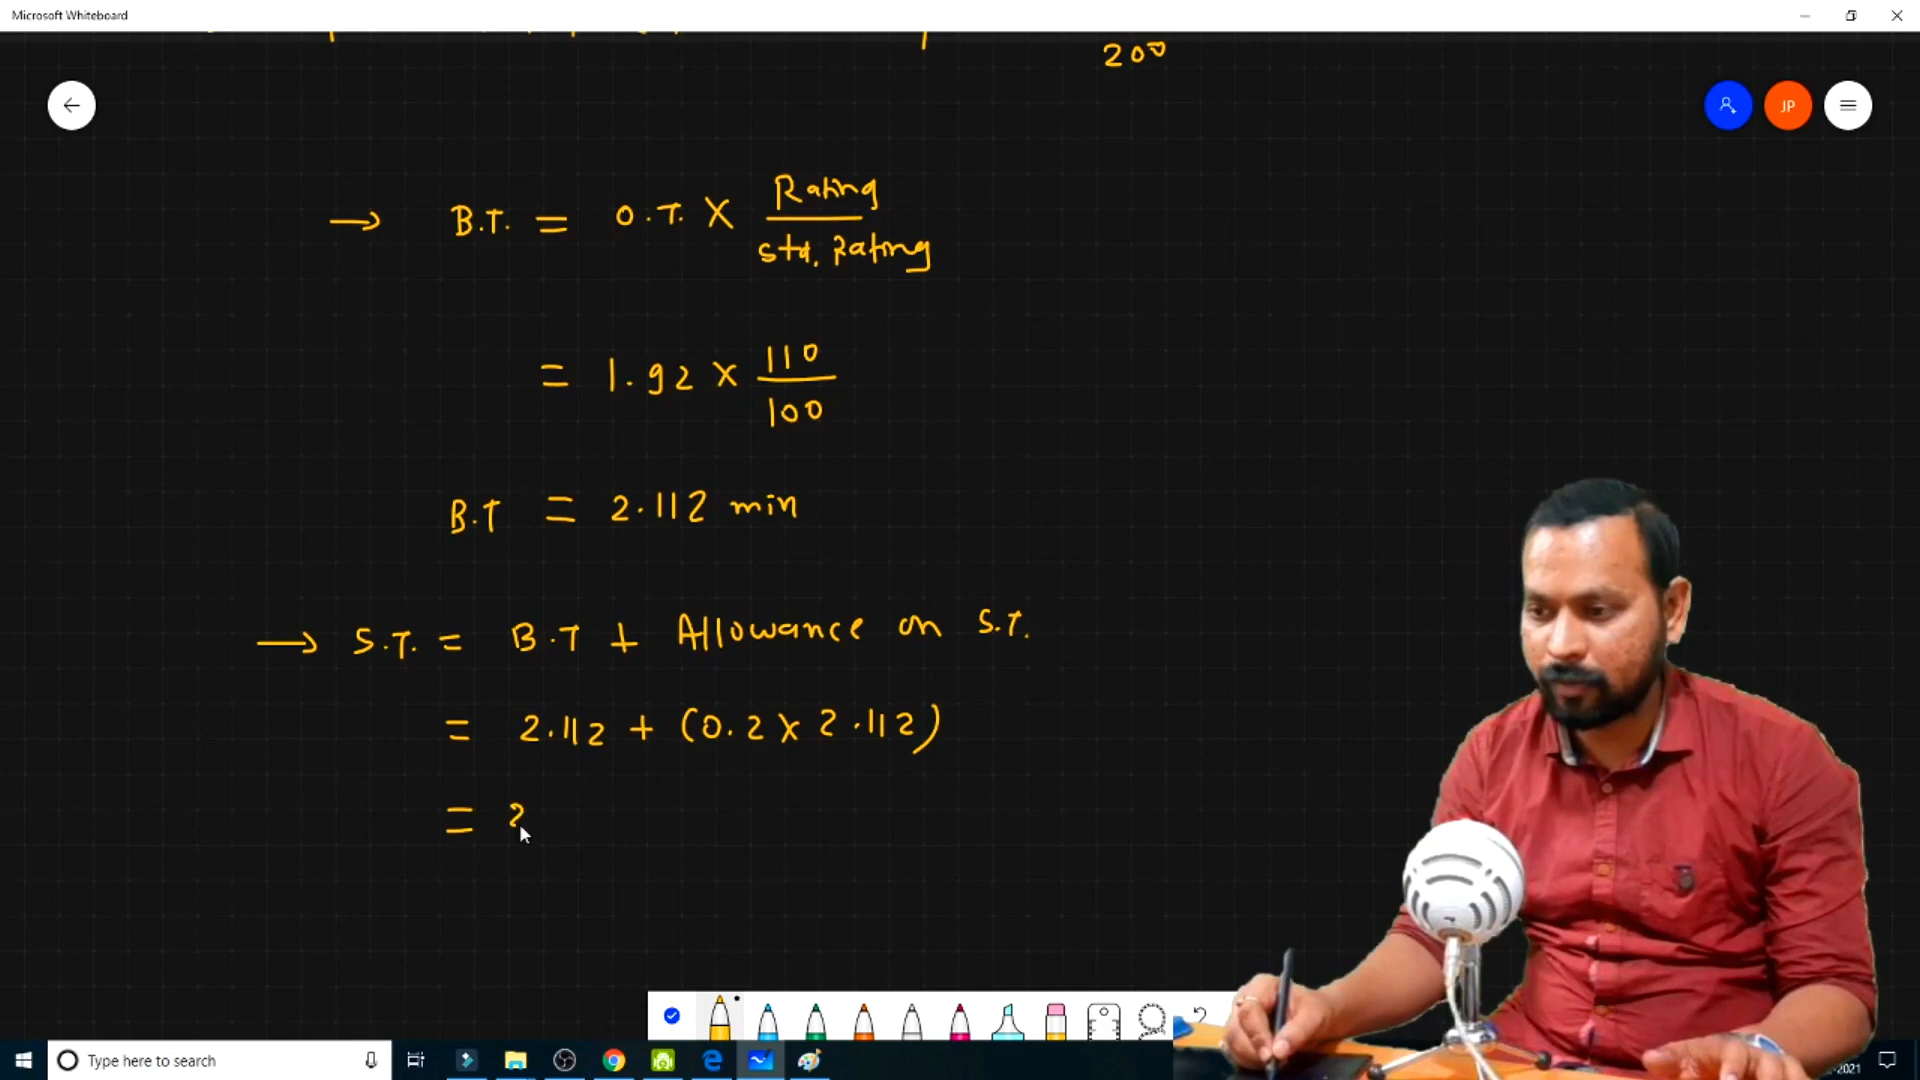 Microsoft Whiteboard
200
JP
→ B.T. = O.T. × Rating
std. Rating
= 1.92 × 110
100
B.T = 2.112 min
→ S.T. = B.T + Allowance on S.T.
= 2.112 + (0.2 × 2.112)
= 2
Type here to search
2021